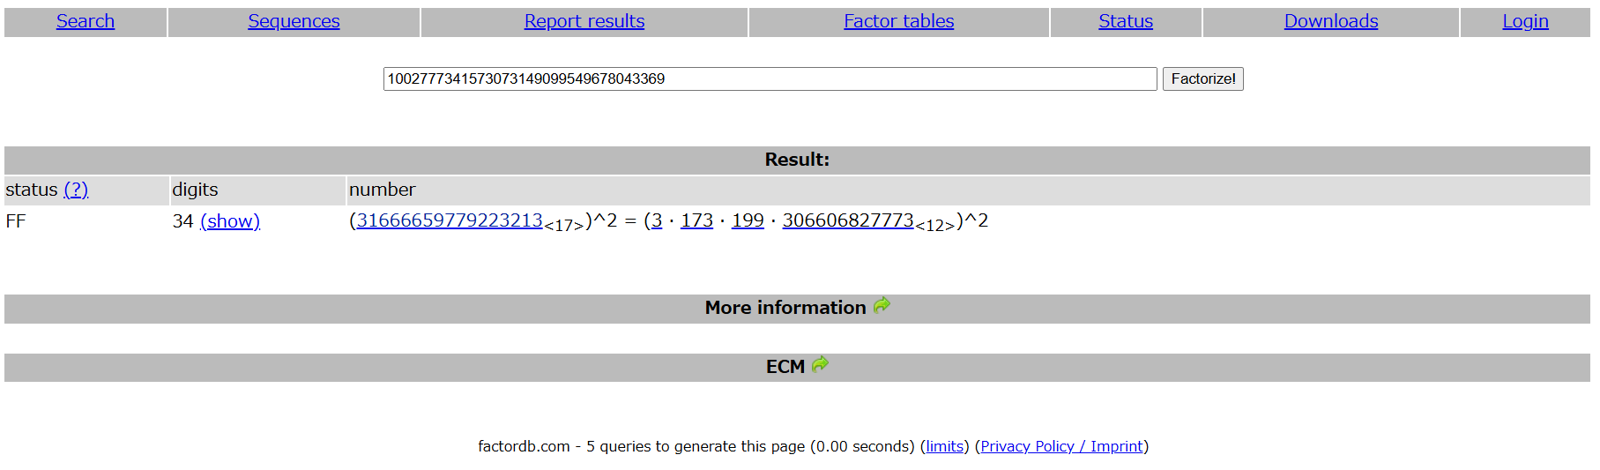 Search Sequences Report results Factor tables Status Downloads Login
1002777341573073149099549678043369 Factorize!
Result:
status (?) digits number
FF 34 (show) (31666659779223213<17>)^2 = (3 · 173 · 199 · 306606827773<12>)^2
More information
ECM
factordb.com - 5 queries to generate this page (0.00 seconds) (limits) (Privacy Policy / Imprint)